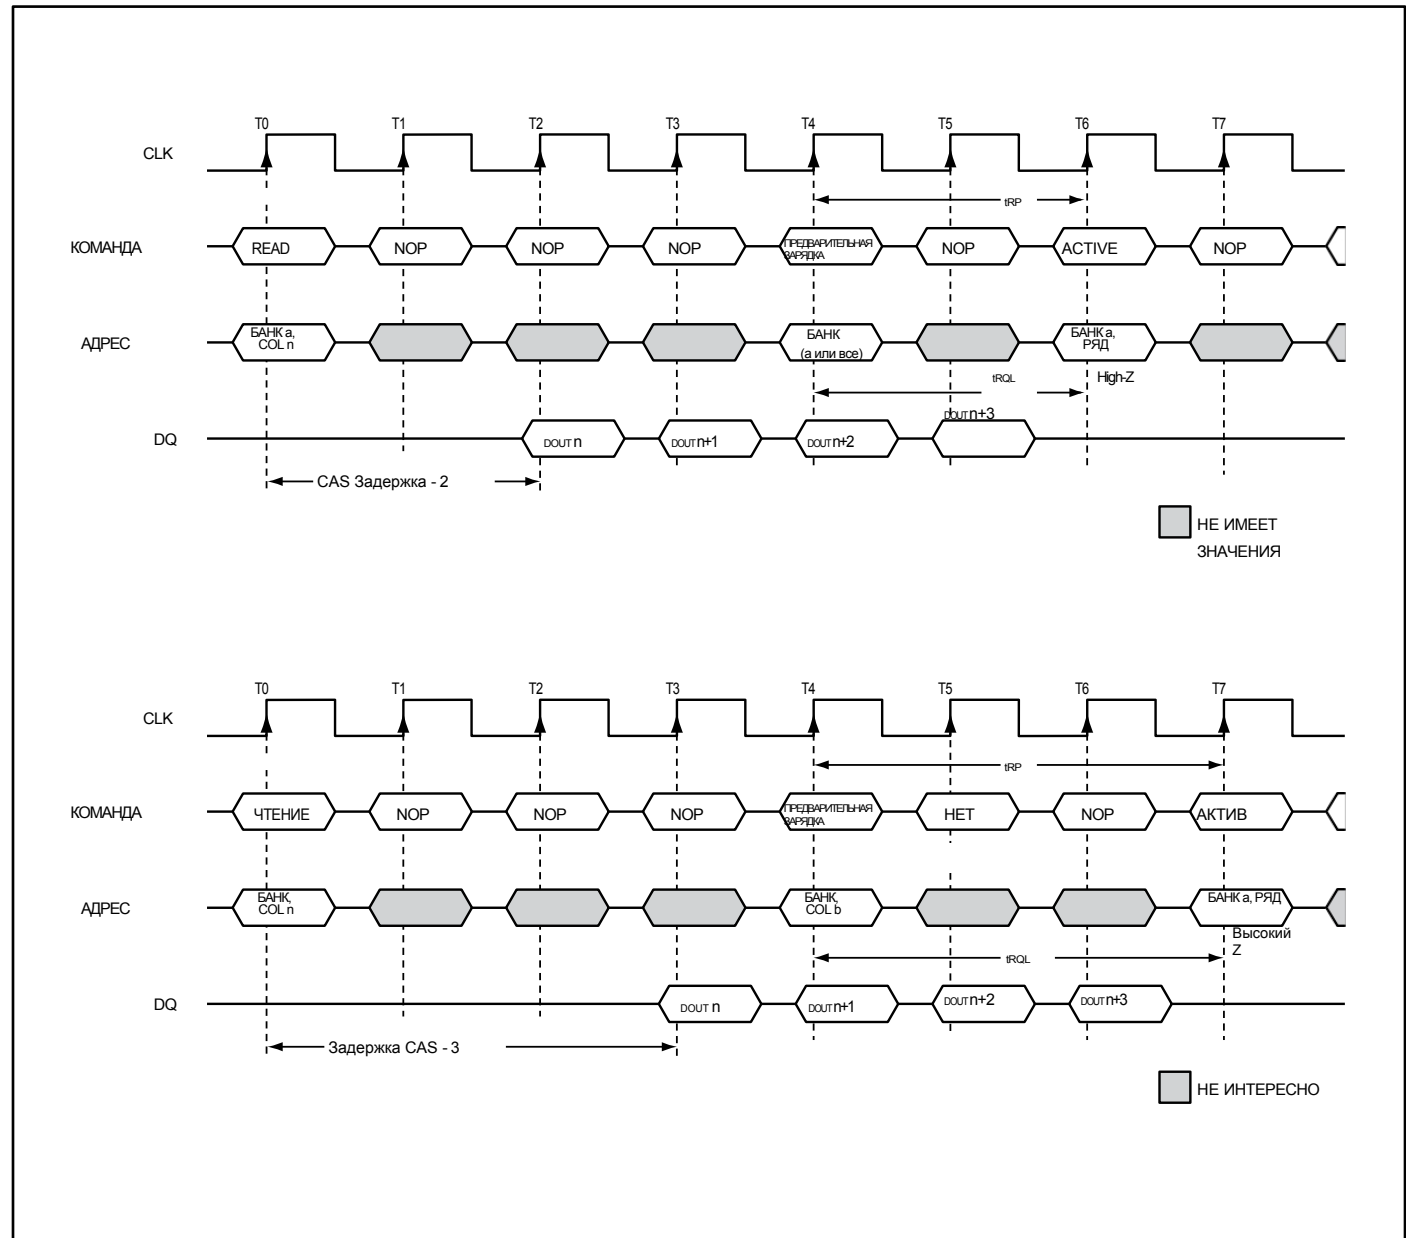 T0 T1 T2 T3 T4 T5 T6 T7
CLK
tRP
КОМАНДА READ NOP NOP NOP ПРЕДВАРИТЕЛЬНАЯ ЗАРЯДКА NOP ACTIVE NOP
АДРЕС БАНК a, COL n БАНК (a или все) БАНК a, РЯД
tRQL High-Z
DQ DOUT n DOUT n+1 DOUT n+2 DOUT n+3
CAS Задержка - 2
НЕ ИМЕЕТ
ЗНАЧЕНИЯ
T0 T1 T2 T3 T4 T5 T6 T7
CLK
tRP
КОМАНДА ЧТЕНИЕ NOP NOP NOP ПРЕДВАРИТЕЛЬНАЯ ЗАРЯДКА НЕТ NOP АКТИВ
АДРЕС БАНК, COL n БАНК, COL b БАНК a, РЯД
tRQL Высокий Z
DQ DOUT n DOUT n+1 DOUT n+2 DOUT n+3
Задержка CAS - 3
НЕ ИНТЕРЕСНО